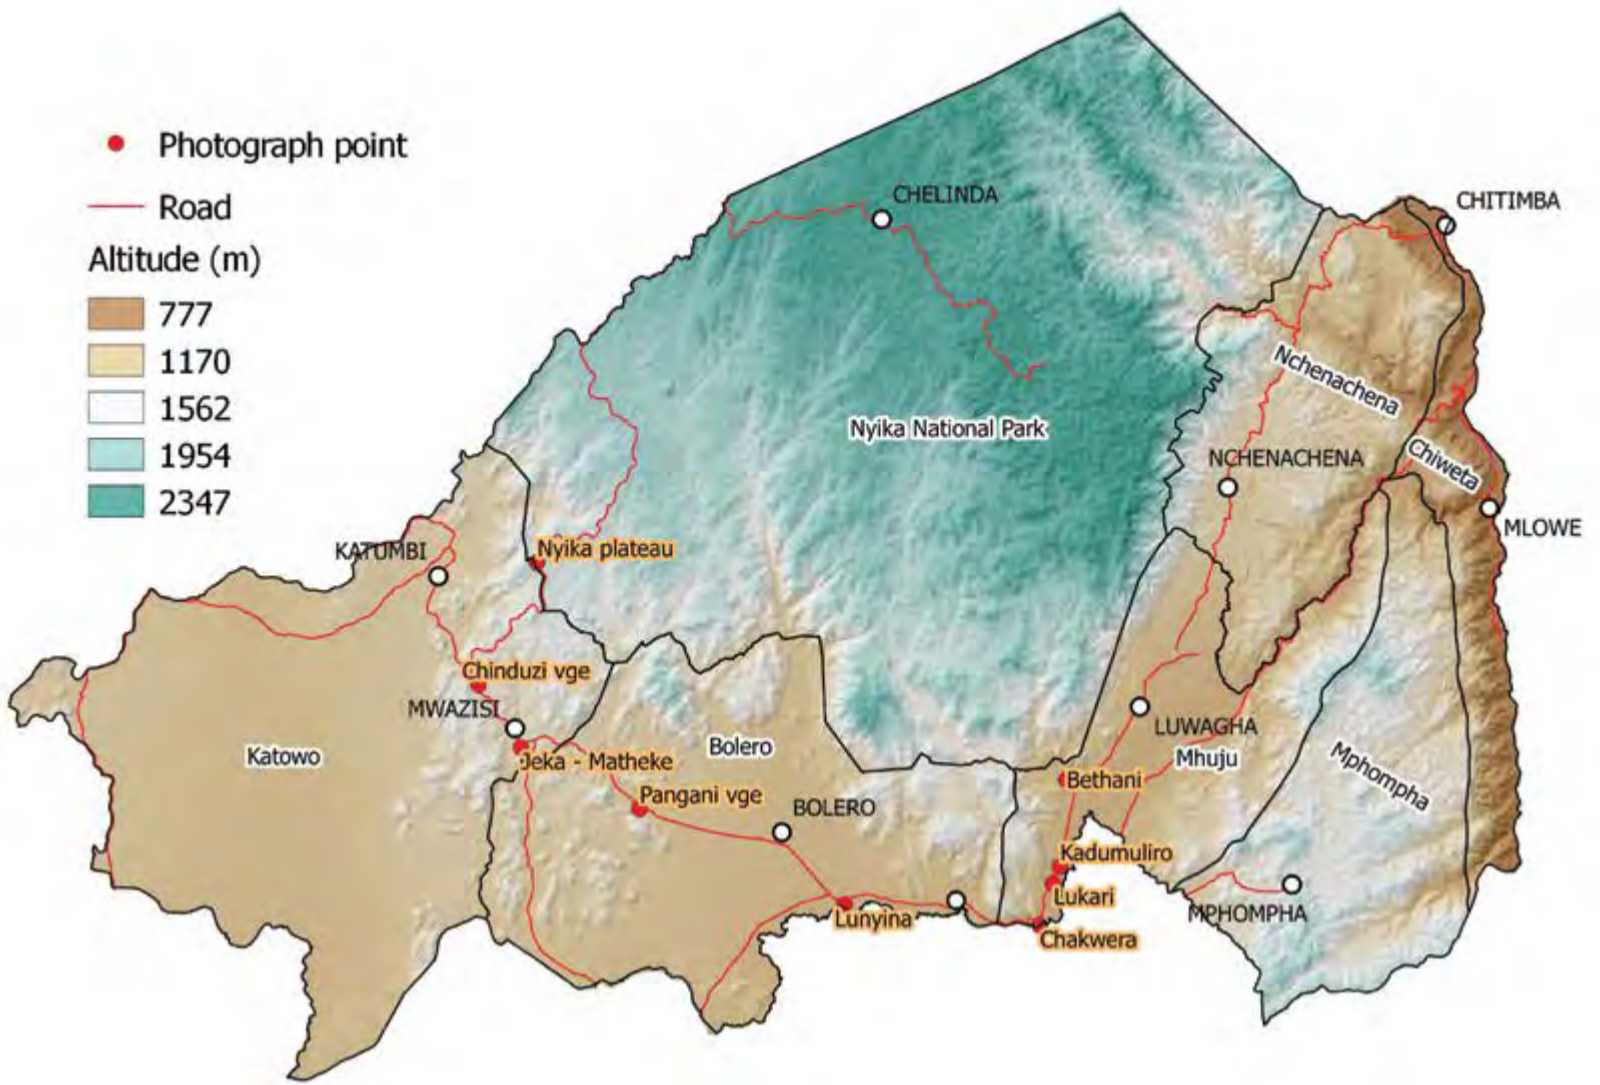 Photograph point
Road
Altitude (m)
777
1170
1562
1954
2347
CHELINDA
CHITIMBA
Nchenachena
Nyika National Park
NCHENACHENA
Chiweta
MLOWE
KATUMBI
Nyika plateau
Chinduzi vge
MWAZISI
LUWAGHA
Katowo
Bolero
Jeka - Matheke
Mhuju
Mphompha
Bethani
Pangani vge
BOLERO
Kadumuliro
Lukari
Lunyina
MPHOMPHA
Chakwera